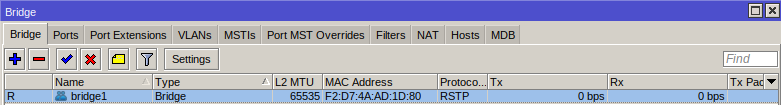 Bridge
Bridge Ports Port Extensions VLANs MSTIs Port MST Overrides Filters NAT Hosts MDB
Settings Find
Name Type L2 MTU MAC Address Protoco... Tx Rx Tx Pac
R bridge1 Bridge 65535 F2:D7:4A:AD:1D:80 RSTP 0 bps 0 bps